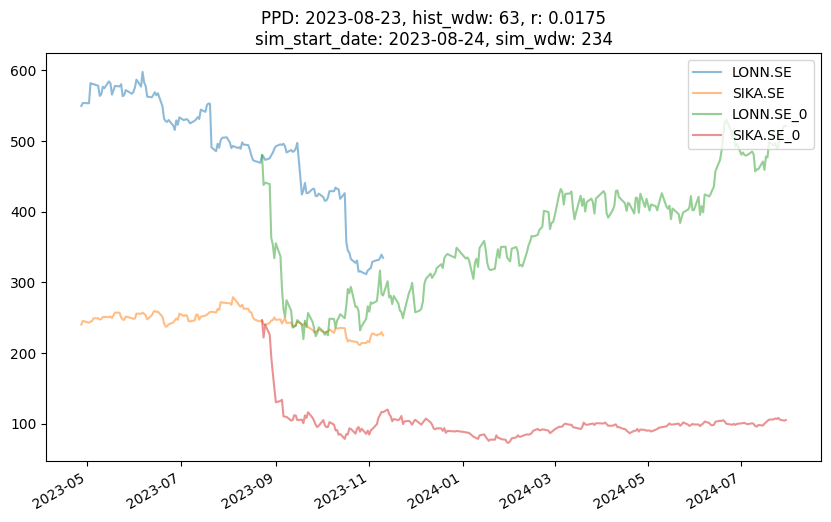 PPD: 2023-08-23, hist_wdw: 63, r: 0.0175
sim_start_date: 2023-08-24, sim_wdw: 234
LONN.SE
SIKA.SE
LONN.SE_0
SIKA.SE_0
600
500
400
300
200
100
2023-05
2023-07
2023-09
2023-11
2024-01
2024-03
2024-05
2024-07